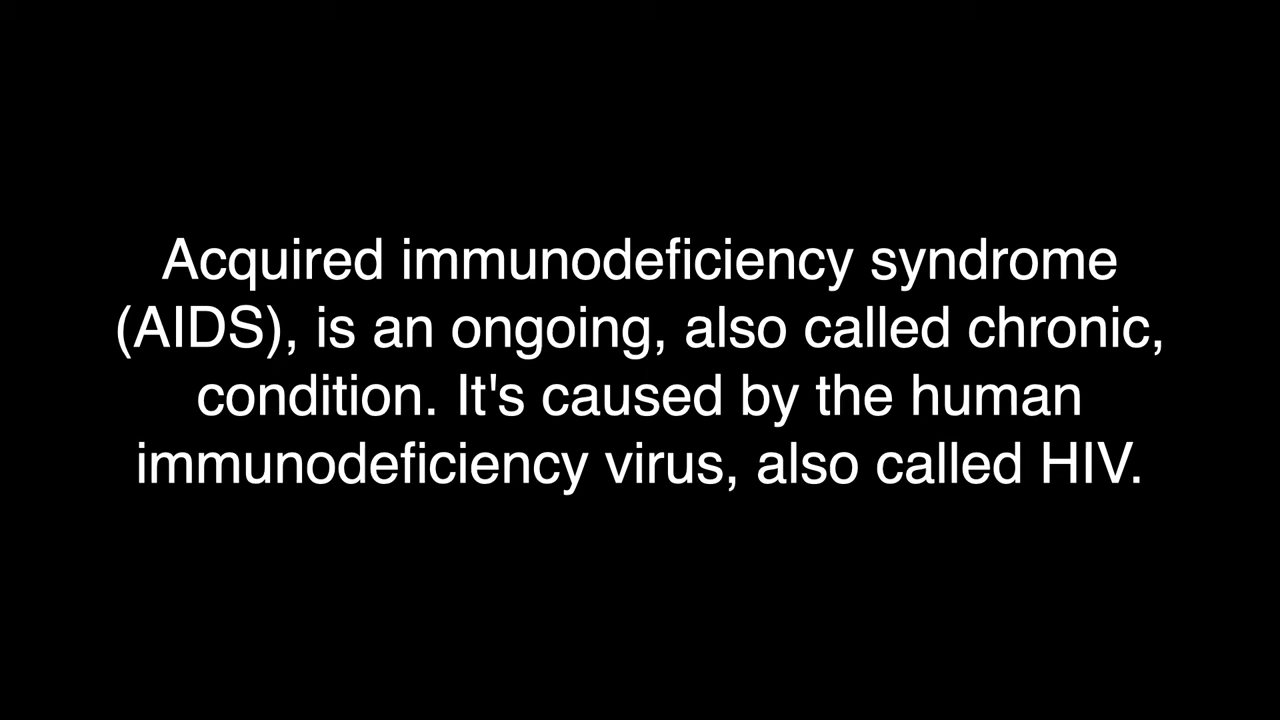 Acquired immunodeficiency syndrome
(AIDS), is an ongoing, also called chronic,
condition. It's caused by the human
immunodeficiency virus, also called HIV.